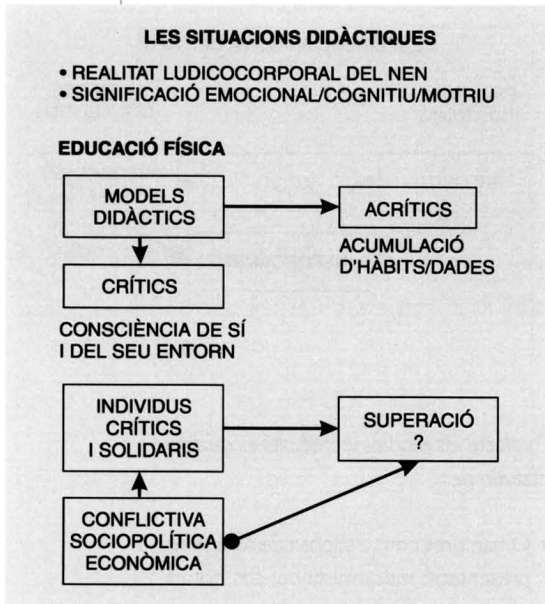 LES SITUACIONS DIDÀCTIQUES
• REALITAT LUDICOCORPORAL DEL NEN
• SIGNIFICACIÓ EMOCIONAL/COGNITIU/MOTRIU
EDUCACIÓ FÍSICA
MODELS
DIDÀCTICS
ACRÍTICS
ACUMULACIÓ
D'HÀBITS/DADES
CRÍTICS
CONSCIÈNCIA DE SÍ
I DEL SEU ENTORN
INDIVIDUS
CRÍTICS
I SOLIDARIS
SUPERACIÓ
?
CONFLICTIVA
SOCIOPOLÍTICA
ECONÒMICA